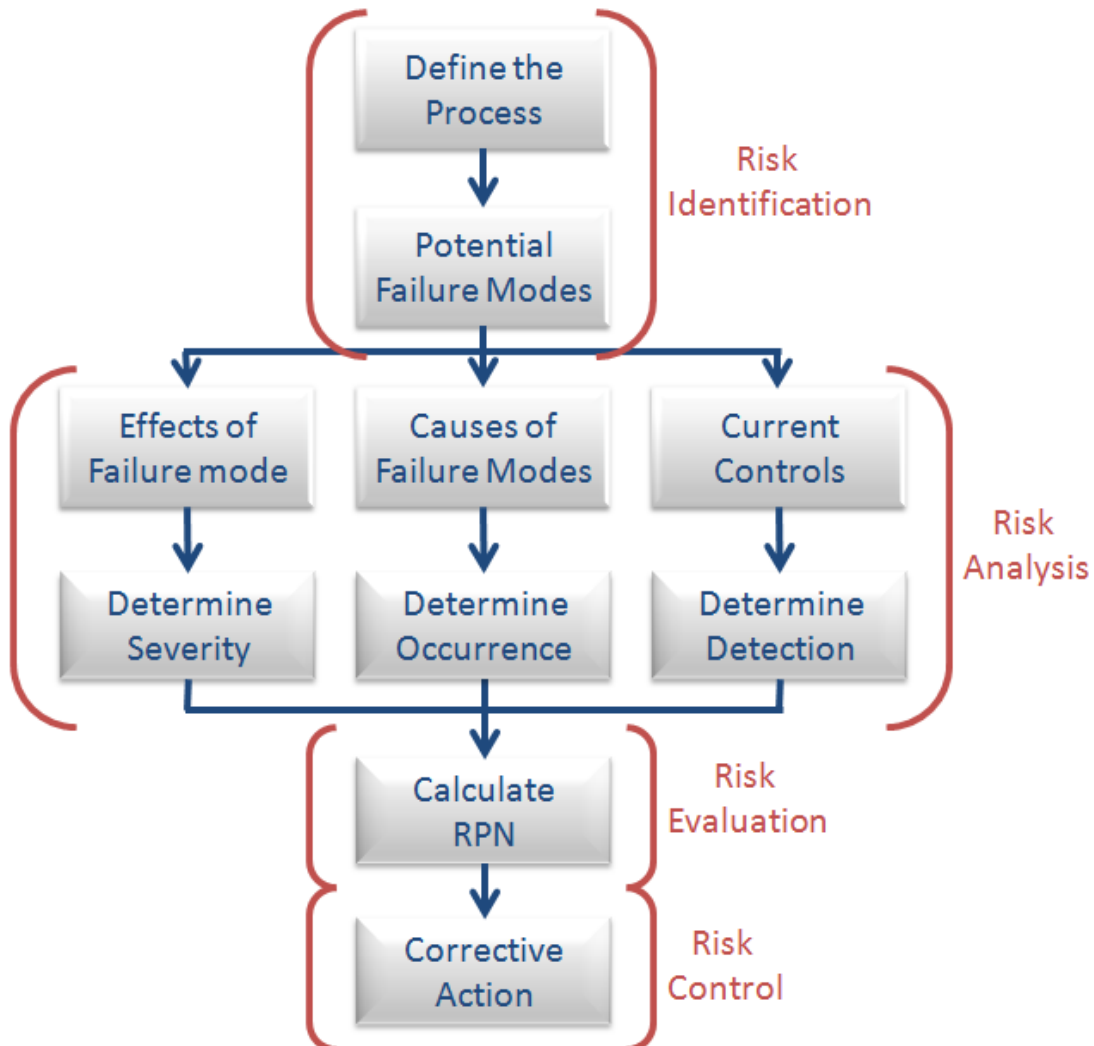 Define the
Process
Risk
Identification
Potential
Failure Modes
Effects of
Failure mode
Causes of
Failure Modes
Current
Controls
Risk
Analysis
Determine
Severity
Determine
Occurrence
Determine
Detection
Calculate
RPN
Risk
Evaluation
Corrective
Action
Risk
Control